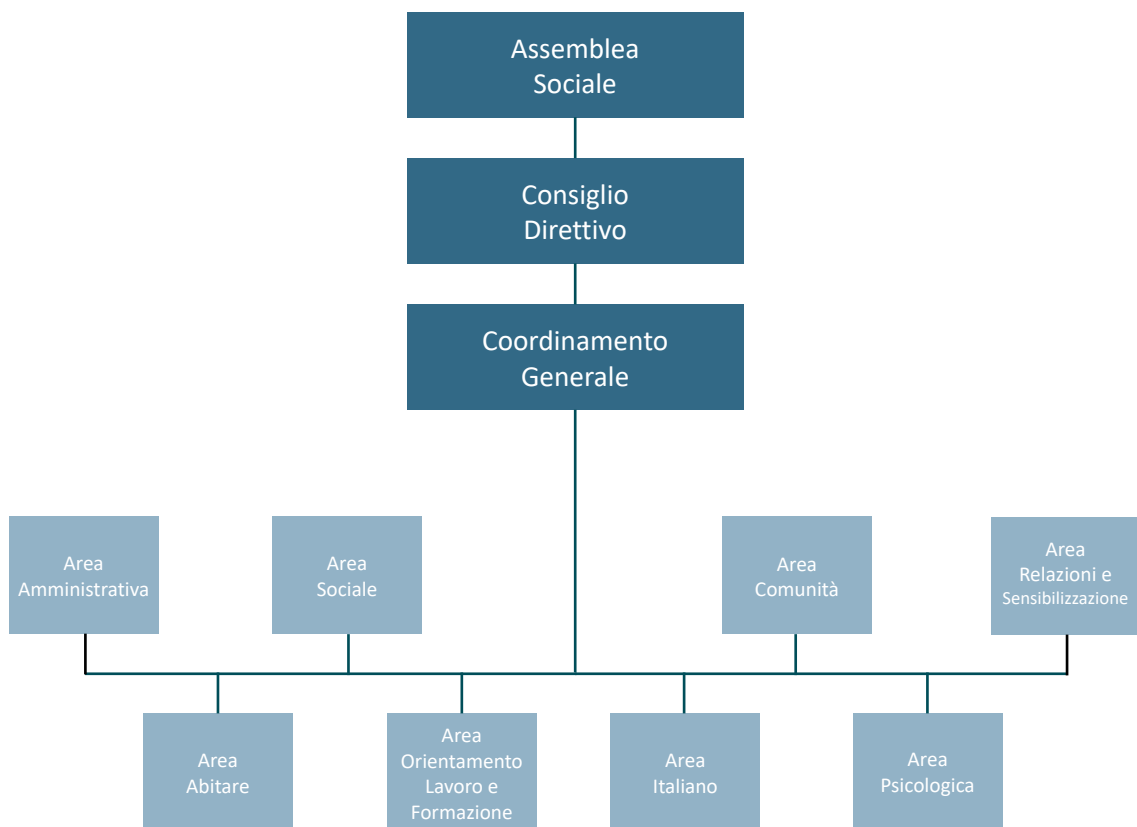 Assemblea
Sociale
Consiglio
Direttivo
Coordinamento
Generale
Area
Amministrativa
Area
Sociale
Area
Comunità
Area
Relazioni e
Sensibilizzazione
Area
Abitare
Area
Orientamento
Lavoro e
Formazione
Area
Italiano
Area
Psicologica